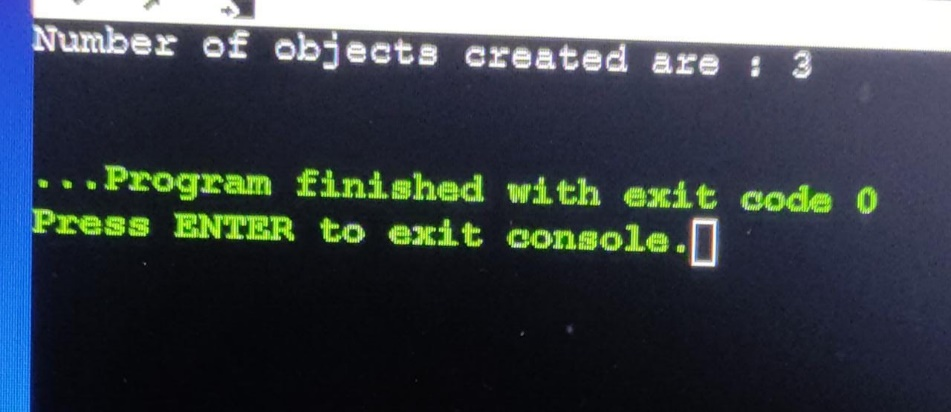 Number of objects created are : 3
...Program finished with exit code 0
Press ENTER to exit console.